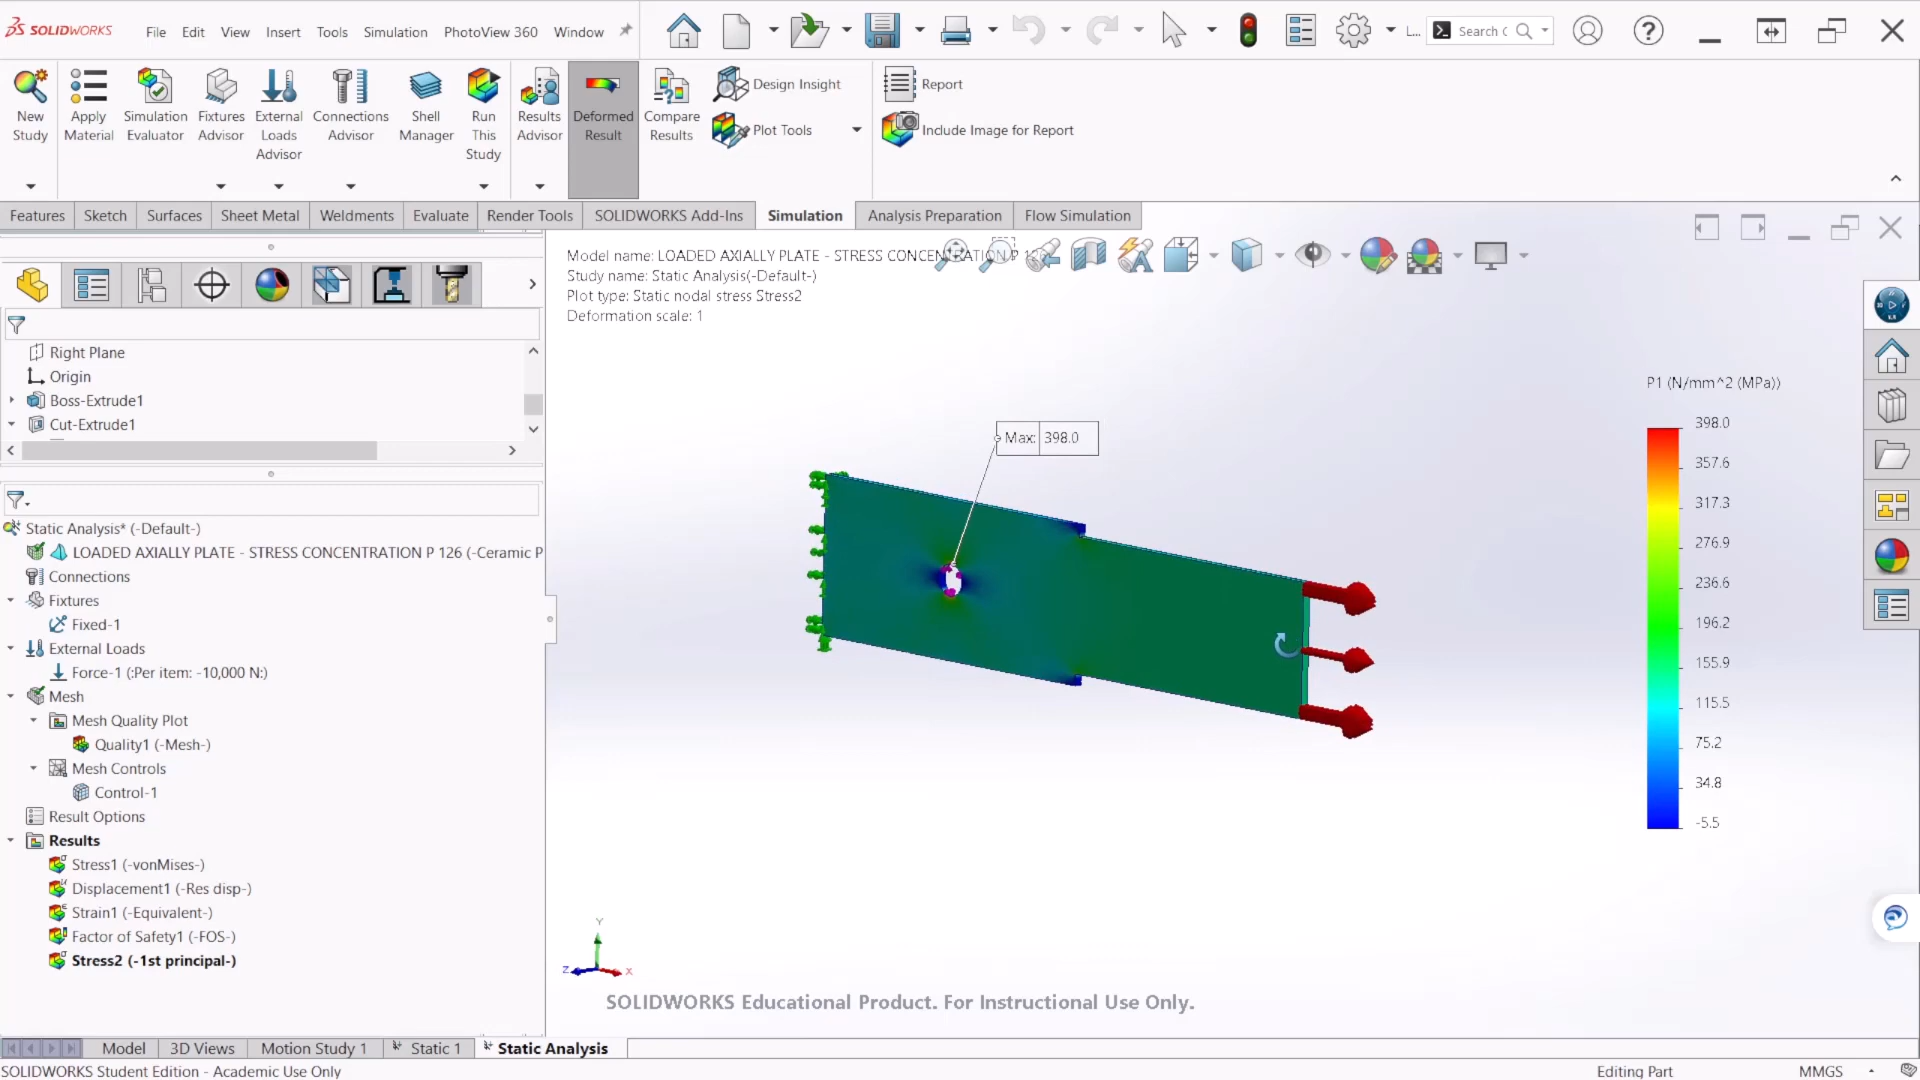 SOLIDWORKS
File Edit View Insert Tools Simulation PhotoView 360 Window
L... Search C
New Study
Apply Material
Simulation Evaluator
Fixtures Advisor
External Loads Advisor
Connections Advisor
Shell Manager
Run This Study
Results Advisor
Deformed Result
Compare Results
Design Insight
Plot Tools
Report
Include Image for Report
Features Sketch Surfaces Sheet Metal Weldments Evaluate Render Tools SOLIDWORKS Add-Ins Simulation Analysis Preparation Flow Simulation
Right Plane
Origin
Boss-Extrude1
Cut-Extrude1
Static Analysis* (-Default-)
LOADED AXIALLY PLATE - STRESS CONCENTRATION P 126 (-Ceramic P
Connections
Fixtures
Fixed-1
External Loads
Force-1 (:Per item: -10,000 N:)
Mesh
Mesh Quality Plot
Quality1 (-Mesh-)
Mesh Controls
Control-1
Result Options
Results
Stress1 (-vonMises-)
Displacement1 (-Res disp-)
Strain1 (-Equivalent-)
Factor of Safety1 (-FOS-)
Stress2 (-1st principal-)
Model name: LOADED AXIALLY PLATE - STRESS CONCENTRATION P 126
Study name: Static Analysis(-Default-)
Plot type: Static nodal stress Stress2
Deformation scale: 1
Max: 398.0
P1 (N/mm^2 (MPa))
398.0
357.6
317.3
276.9
236.6
196.2
155.9
115.5
75.2
34.8
-5.5
Y
Z X
SOLIDWORKS Educational Product. For Instructional Use Only.
Model 3D Views Motion Study 1 Static 1 Static Analysis
SOLIDWORKS Student Edition - Academic Use Only
Editing Part MMGS